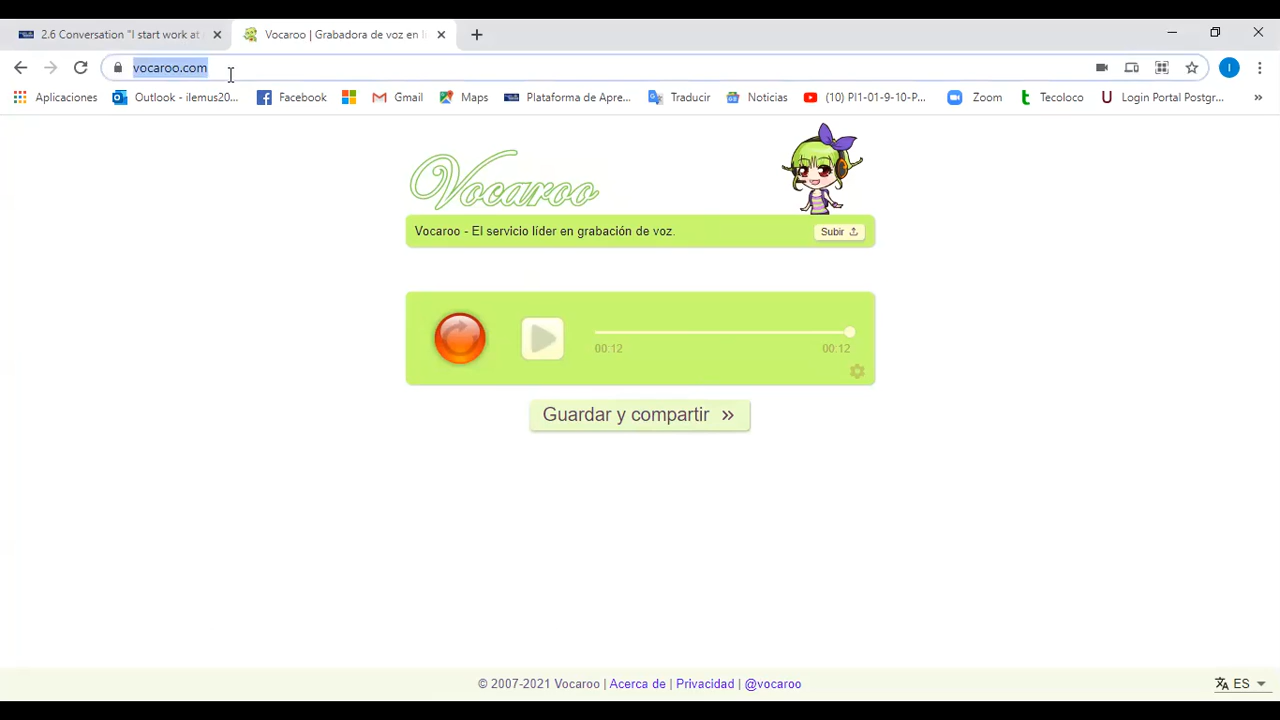 2.6 Conversation "I start work at
Vocaroo | Grabadora de voz en
vocaroo.com
Aplicaciones Outlook - ilemus20... Facebook Gmail Maps Plataforma de Apre... Traducir Noticias (10) PI1-01-9-10-P... Zoom Tecoloco Login Portal Postgr... »
Vocaroo
Vocaroo - El servicio líder en grabación de voz. Subir
00:12 00:12
Guardar y compartir »
© 2007-2021 Vocaroo | Acerca de | Privacidad | @vocaroo
ES